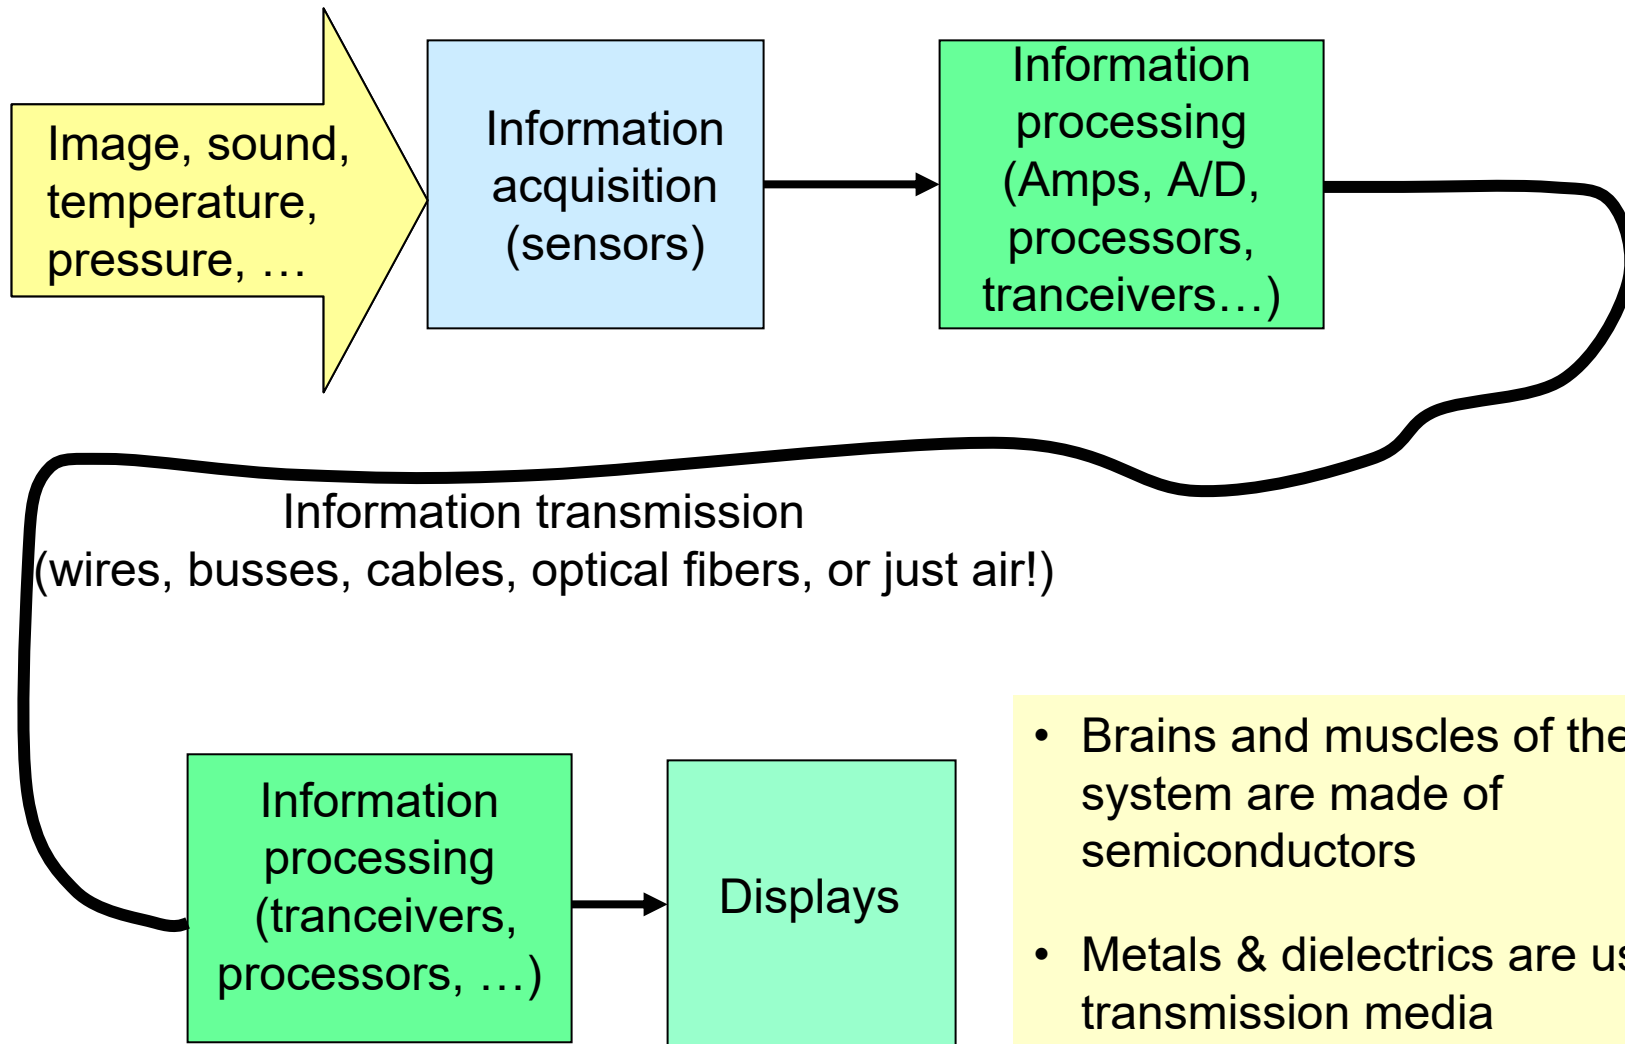 Image, sound,
temperature,
pressure, …
Information
acquisition
(sensors)
Information
processing
(Amps, A/D,
processors,
tranceivers…)
Information transmission
(wires, busses, cables, optical fibers, or just air!)
Information
processing
(tranceivers,
processors, …)
Displays
• Brains and muscles of the
system are made of
semiconductors
• Metals & dielectrics are us
transmission media